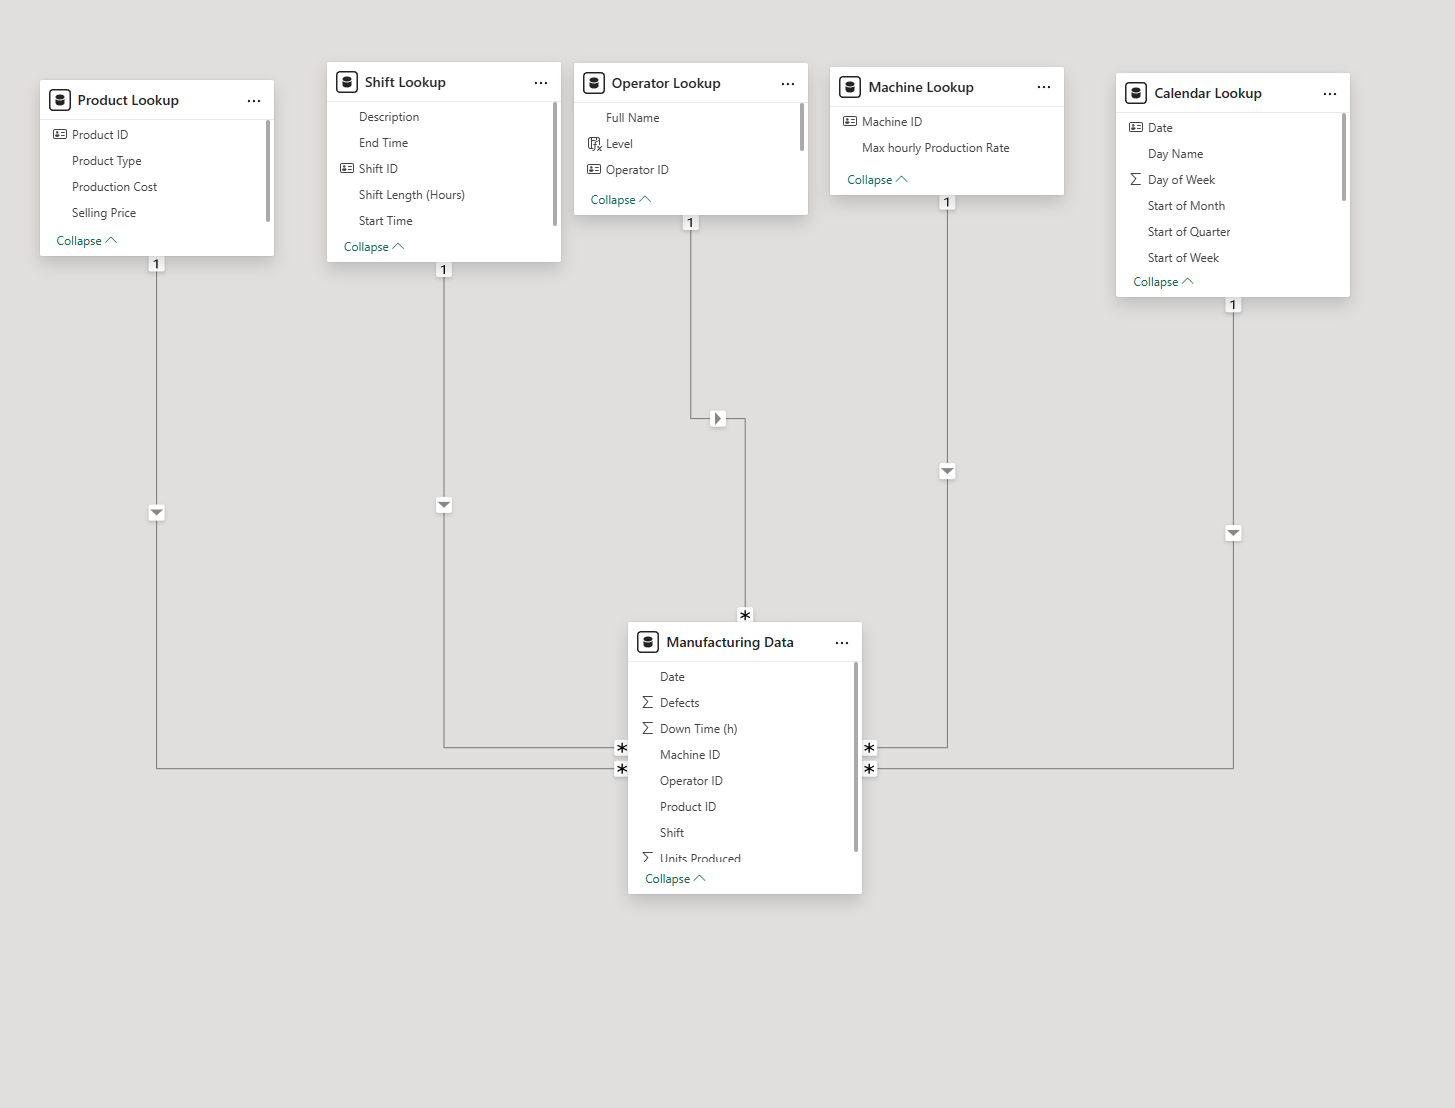 Product Lookup
Product ID
Product Type
Production Cost
Selling Price
Collapse
1
Shift Lookup
Description
End Time
Shift ID
Shift Length (Hours)
Start Time
Collapse
1
Operator Lookup
Full Name
Level
Operator ID
Collapse
1
Machine Lookup
Machine ID
Max hourly Production Rate
Collapse
1
Calendar Lookup
Date
Day Name
Day of Week
Start of Month
Start of Quarter
Start of Week
Collapse
1
*
Manufacturing Data
Date
Defects
Down Time (h)
Machine ID
Operator ID
Product ID
Shift
Units Produced
Collapse
*
*
*
*